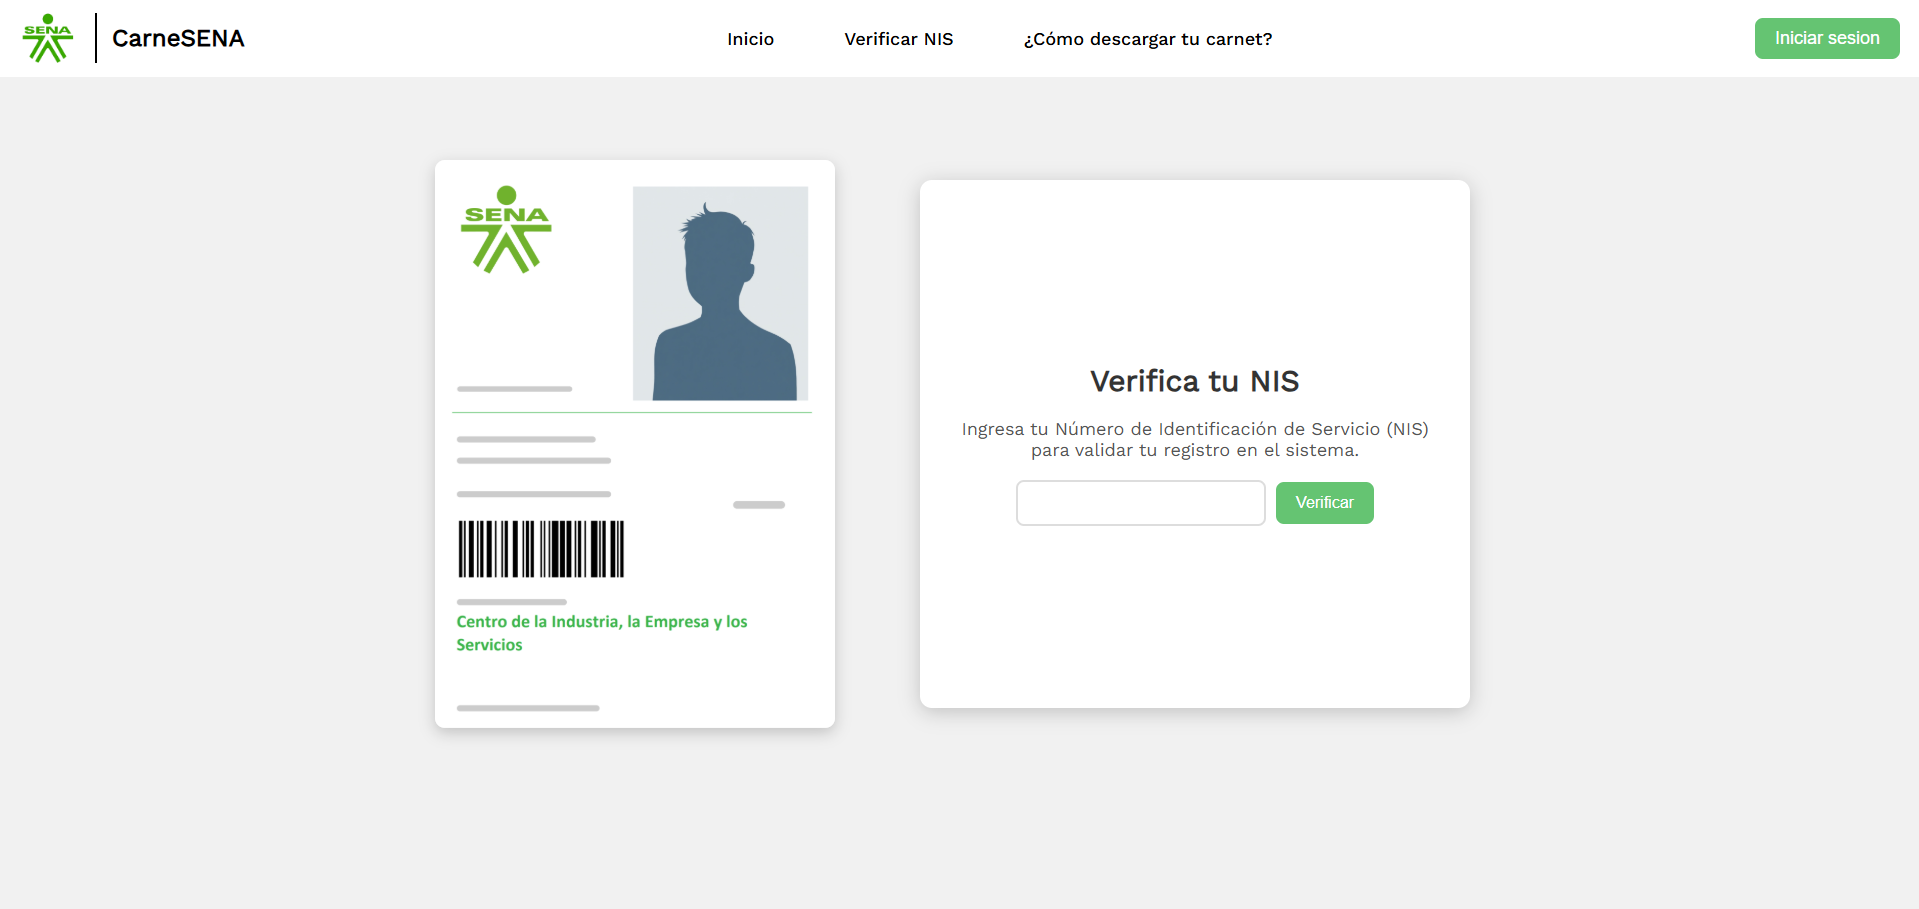 SENA
CarneSENA
Inicio
Verificar NIS
¿Cómo descargar tu carnet?
Iniciar sesion
SENA
Centro de la Industria, la Empresa y los
Servicios
Verifica tu NIS
Ingresa tu Número de Identificación de Servicio (NIS)
para validar tu registro en el sistema.
Verificar